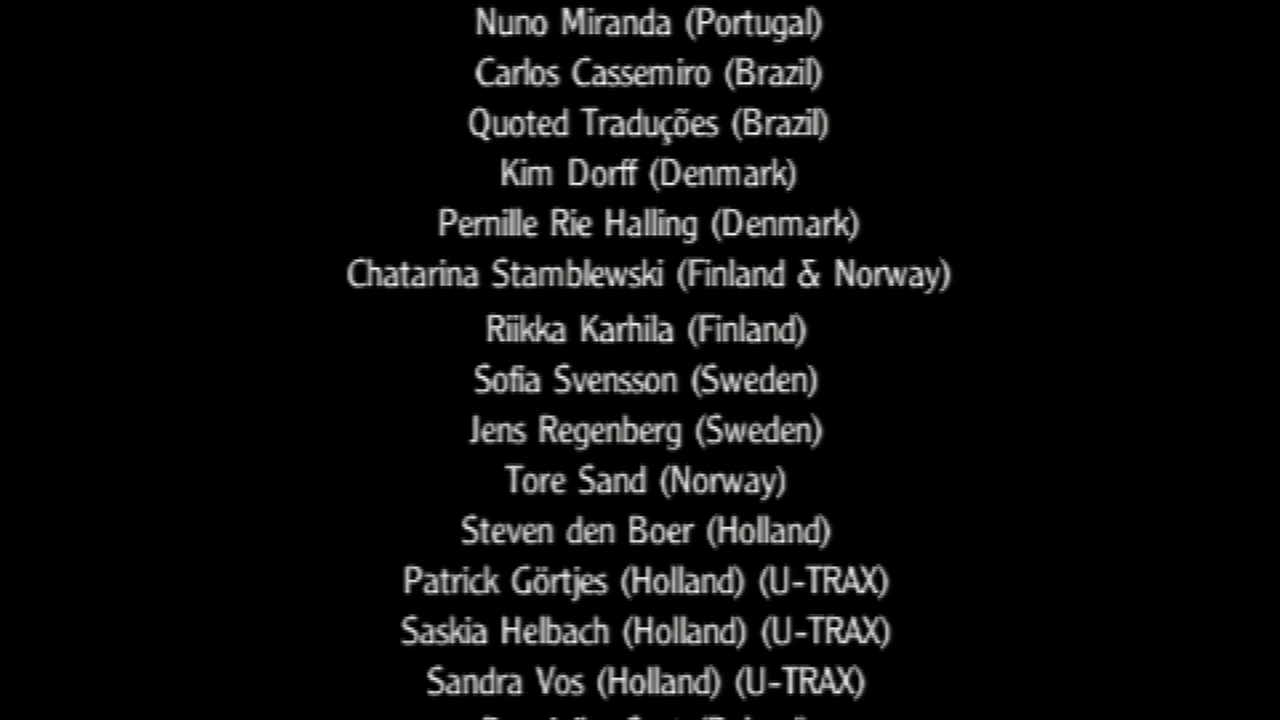 Nuno Miranda (Portugal)
Carlos Cassemiro (Brazil)
Quoted Traduções (Brazil)
Kim Dorff (Denmark)
Pernille Rie Halling (Denmark)
Chatarina Stamblewski (Finland & Norway)
Riikka Karhila (Finland)
Sofia Svensson (Sweden)
Jens Regenberg (Sweden)
Tore Sand (Norway)
Steven den Boer (Holland)
Patrick Görtjes (Holland) (U-TRAX)
Saskia Helbach (Holland) (U-TRAX)
Sandra Vos (Holland) (U-TRAX)